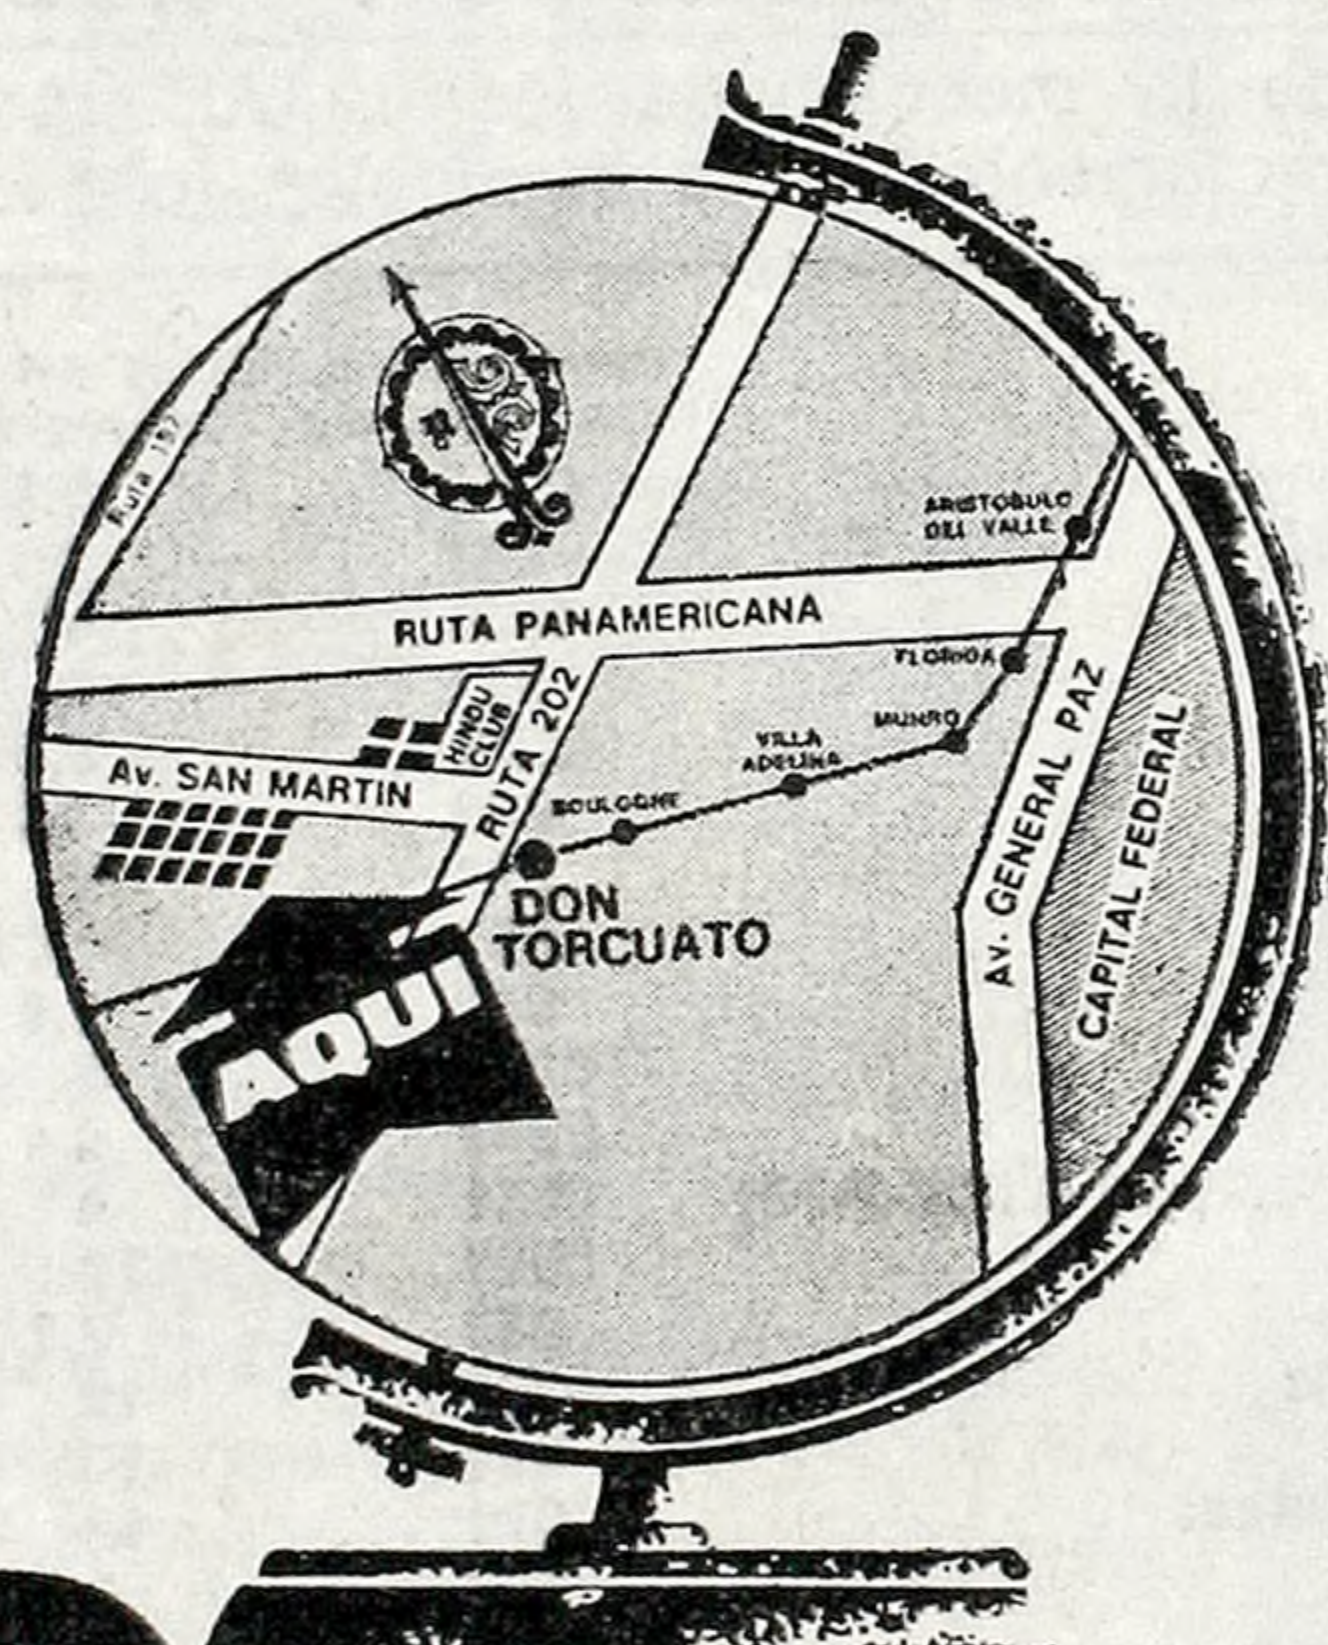 Ruta 197
ARISTOBULO
DEL VALLE
RUTA PANAMERICANA
FLORIDA
HINDU
CLUB
RUTA 202
MUNRO
VILLA
ADELINA
Av. SAN MARTIN
BOULOGNE
AV. GENERAL PAZ
CAPITAL FEDERAL
DON
TORCUATO
AQUI